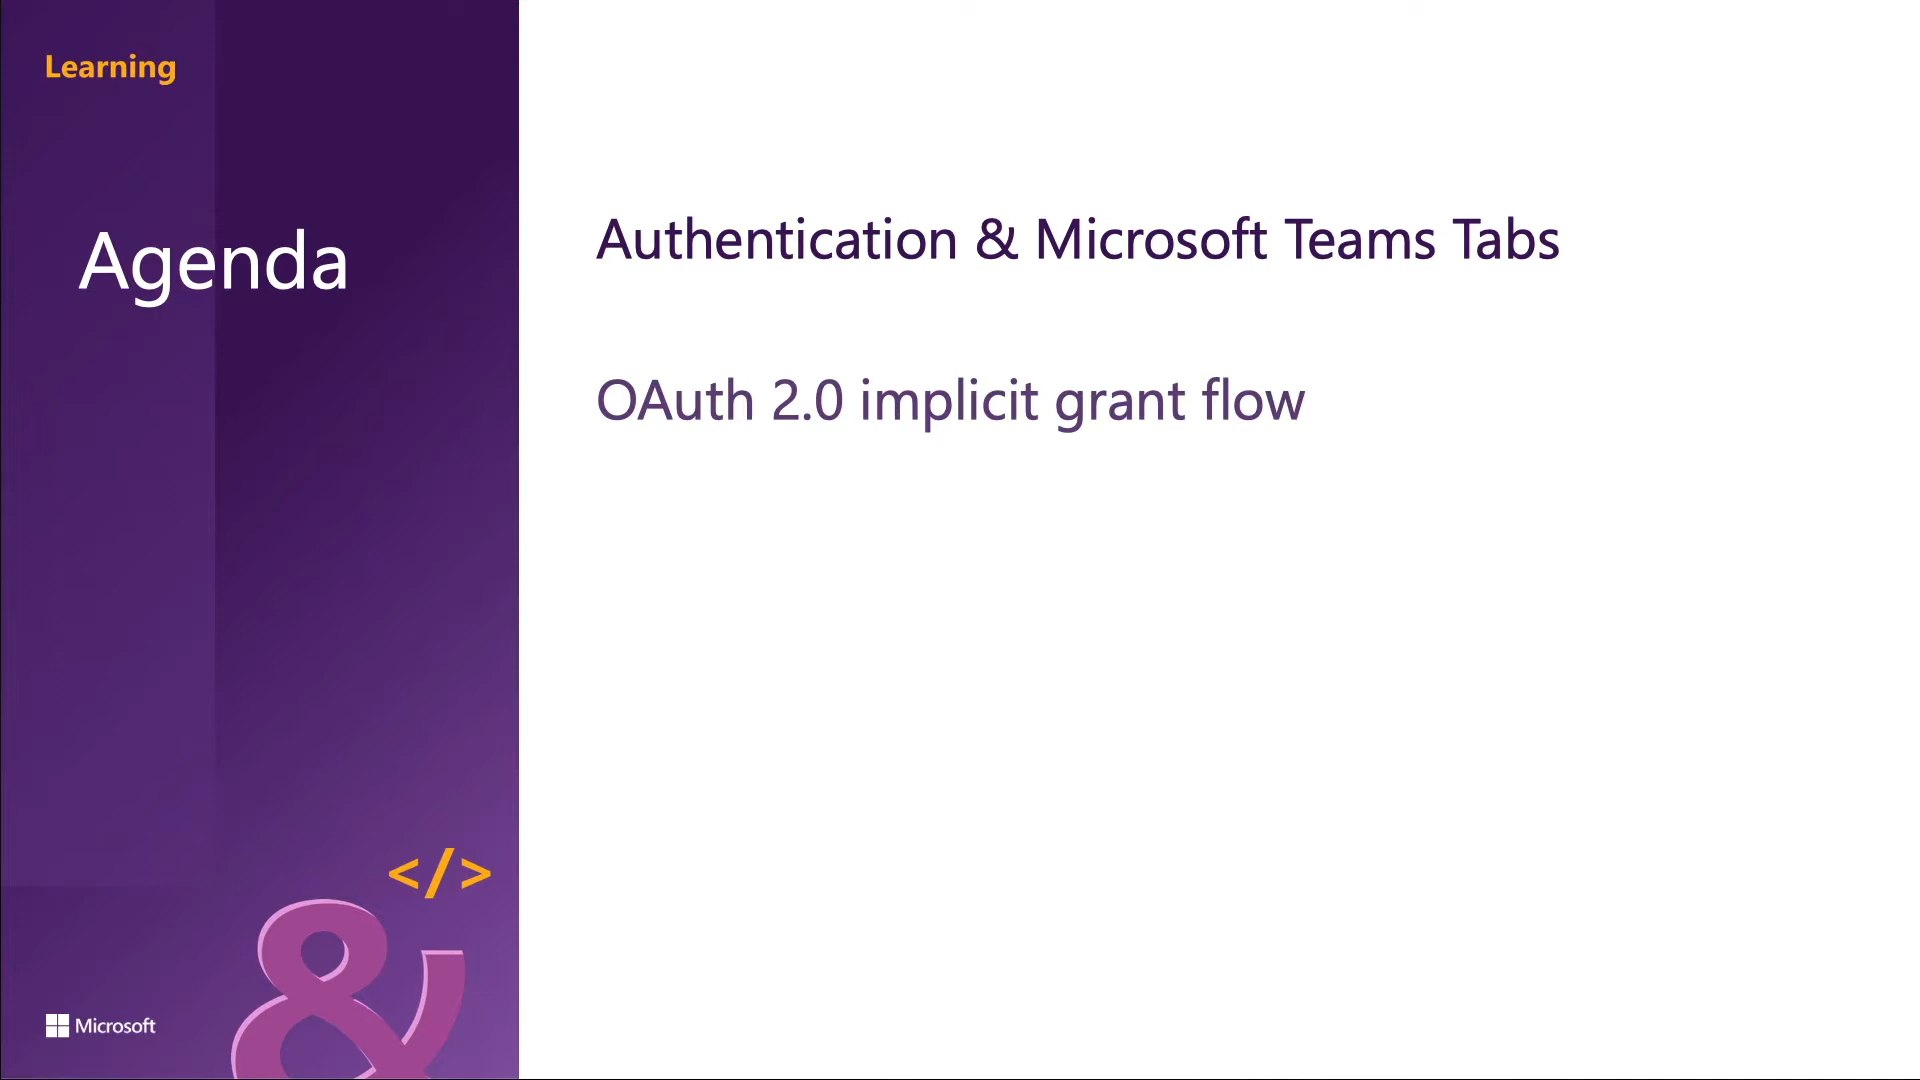 Learning
Agenda
Authentication & Microsoft Teams Tabs
OAuth 2.0 implicit grant flow
</>
&
Microsoft